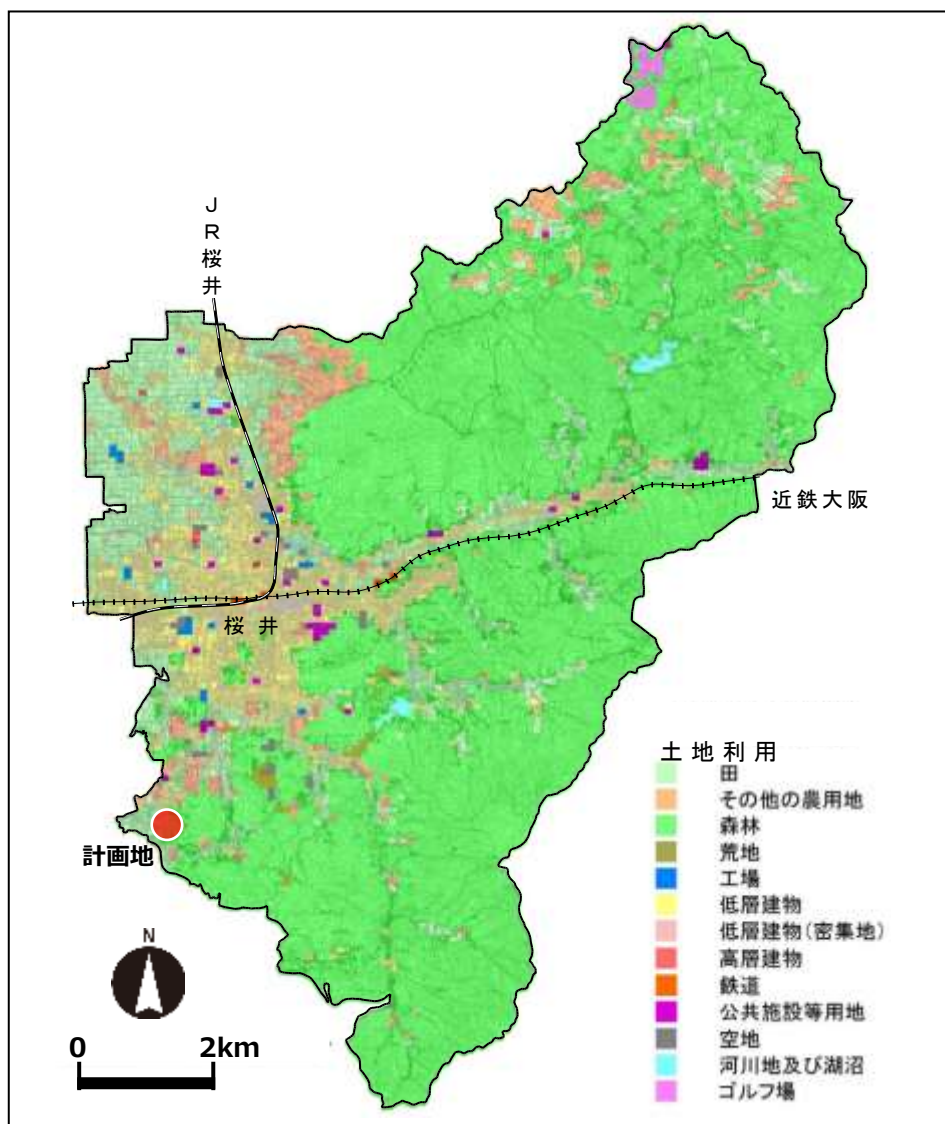 JR桜井
近鉄大阪
桜井
計画地
N
0 2km
土地利用
田
その他の農用地
森林
荒地
工場
低層建物
低層建物(密集地)
高層建物
鉄道
公共施設等用地
空地
河川地及び湖沼
ゴルフ場